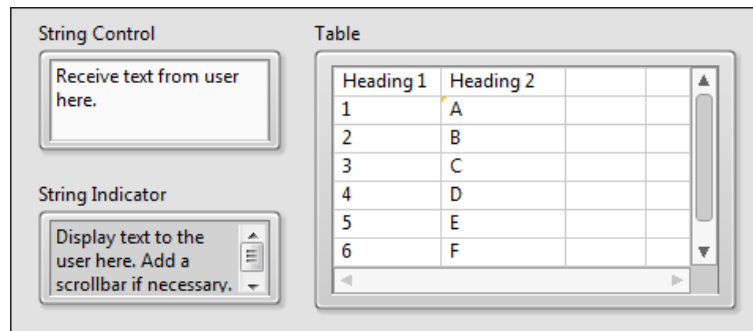 String Control
Receive text from user
here.
String Indicator
Display text to the
user here. Add a
scrollbar if necessary.
Table
Heading 1 Heading 2
1 A
2 B
3 C
4 D
5 E
6 F